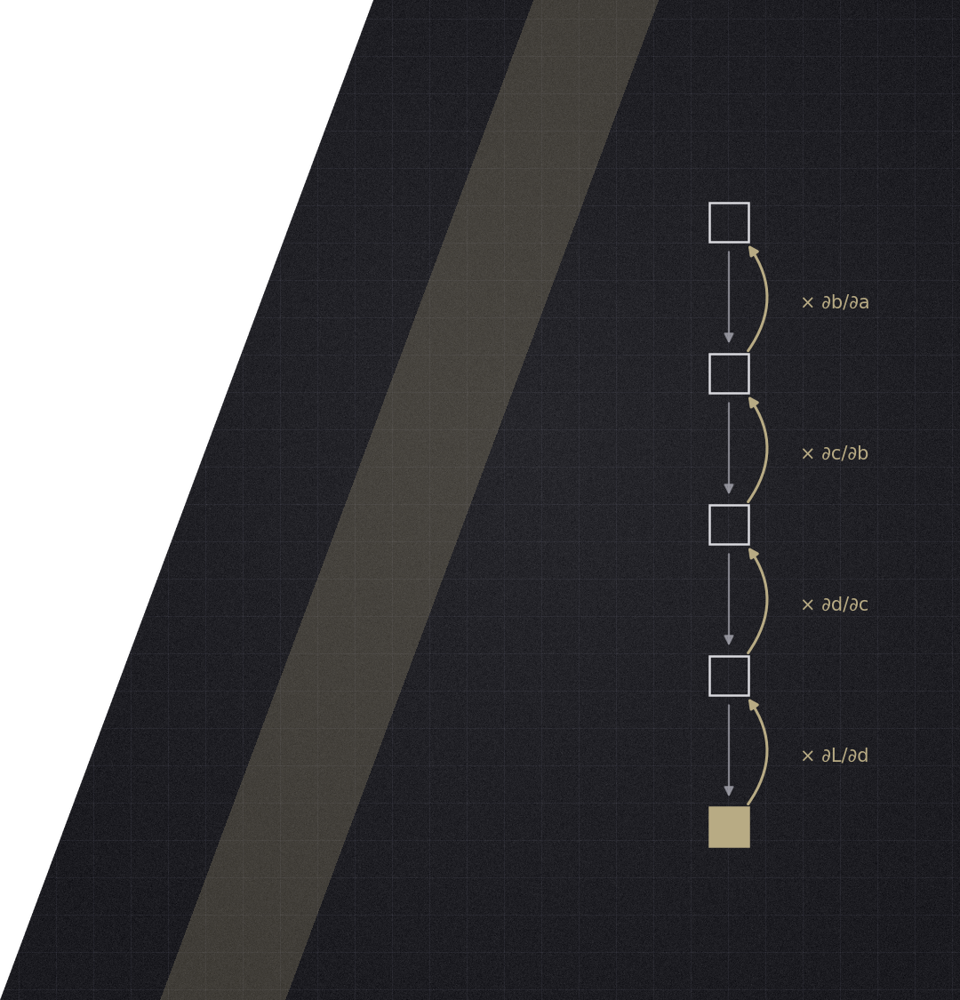 × ∂b/∂a
× ∂c/∂b
× ∂d/∂c
× ∂L/∂d